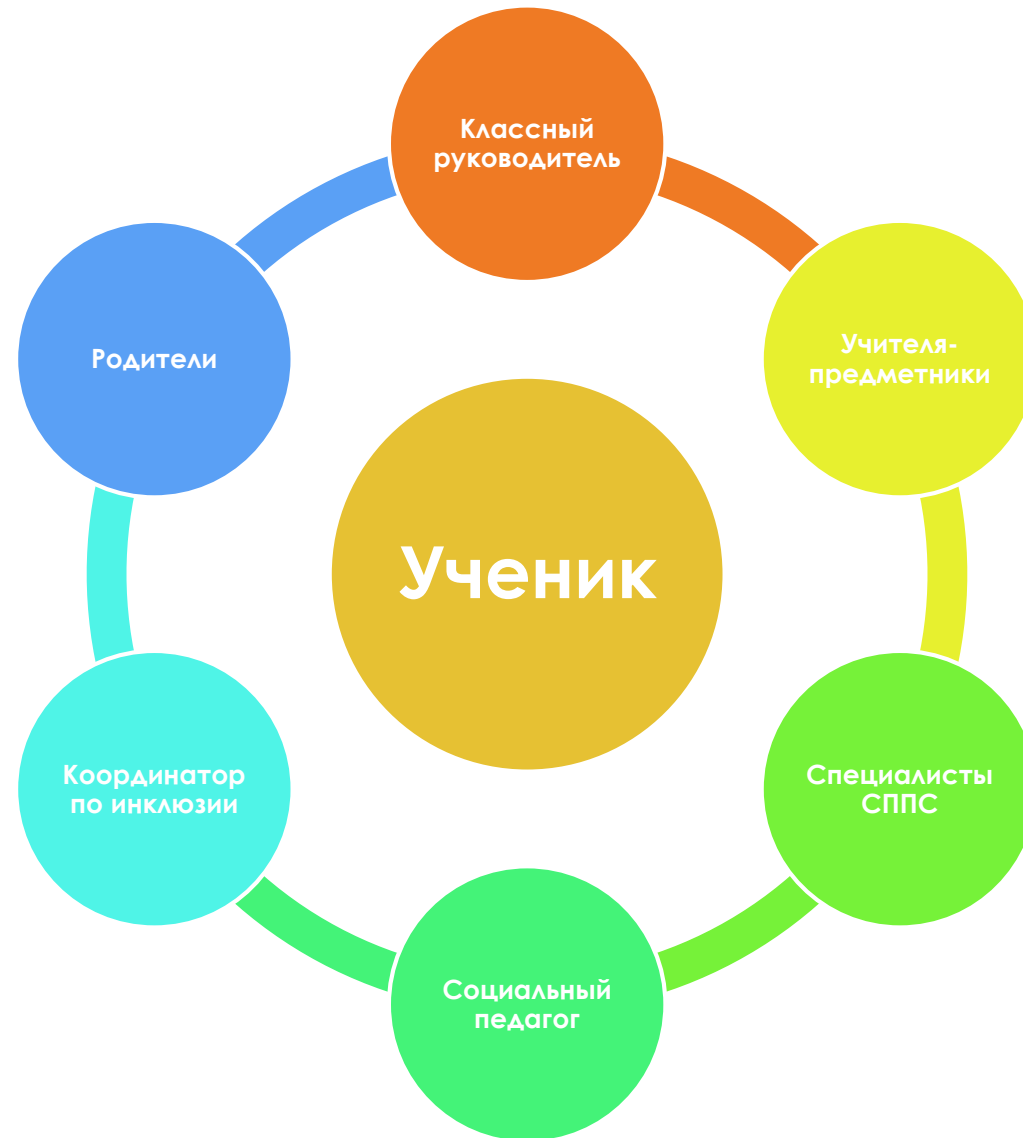 Классный
руководитель
Учителя-
предметники
Специалисты
СППС
Социальный
педагог
Координатор
по инклюзии
Родители
Ученик